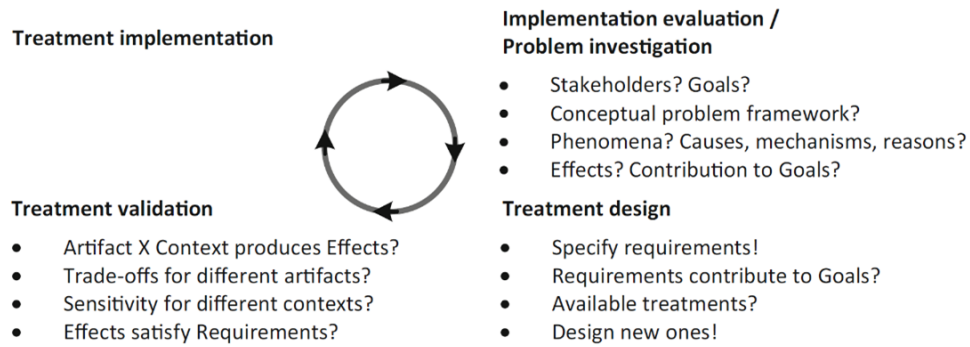 Treatment implementation
Implementation evaluation /
Problem investigation
• Stakeholders? Goals?
• Conceptual problem framework?
• Phenomena? Causes, mechanisms, reasons?
• Effects? Contribution to Goals?
Treatment validation
• Artifact X Context produces Effects?
• Trade-offs for different artifacts?
• Sensitivity for different contexts?
• Effects satisfy Requirements?
Treatment design
• Specify requirements!
• Requirements contribute to Goals?
• Available treatments?
• Design new ones!